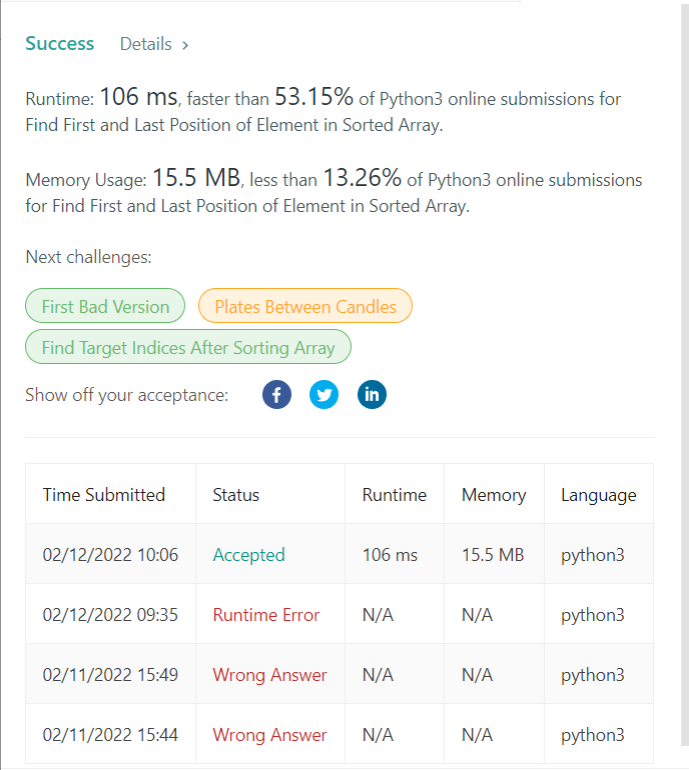 Success Details >
Runtime: 106 ms, faster than 53.15% of Python3 online submissions for
Find First and Last Position of Element in Sorted Array.
Memory Usage: 15.5 MB, less than 13.26% of Python3 online submissions
for Find First and Last Position of Element in Sorted Array.
Next challenges:
First Bad Version Plates Between Candles
Find Target Indices After Sorting Array
Show off your acceptance: f in
Time Submitted Status Runtime Memory Language
02/12/2022 10:06 Accepted 106 ms 15.5 MB python3
02/12/2022 09:35 Runtime Error N/A N/A python3
02/11/2022 15:49 Wrong Answer N/A N/A python3
02/11/2022 15:44 Wrong Answer N/A N/A python3